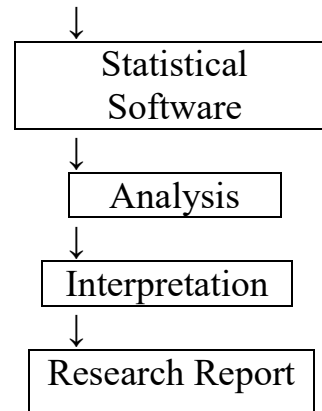 ↓
Statistical
Software
↓
Analysis
↓
Interpretation
↓
Research Report